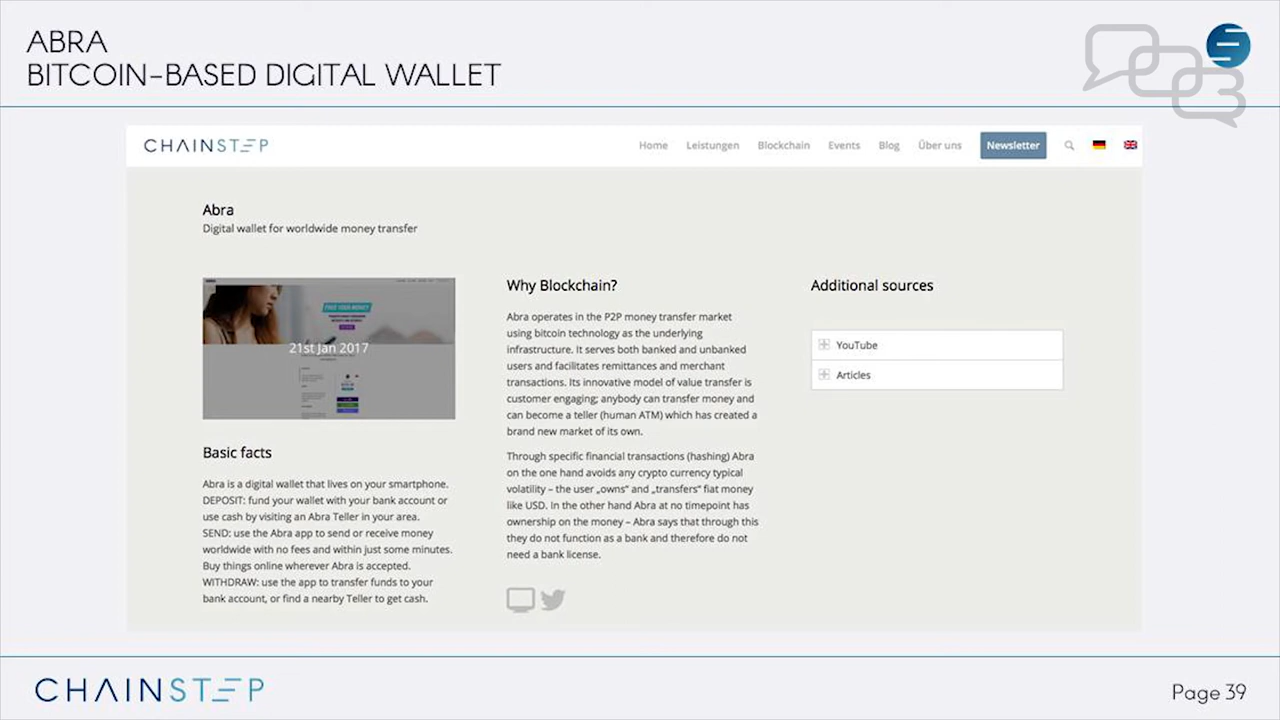 ABRA
BITCOIN-BASED DIGITAL WALLET
CHAINSTEP
Home Leistungen Blockchain Events Blog Über uns Newsletter
Abra
Digital wallet for worldwide money transfer
FREE YOUR MONEY
21st Jan 2017
Basic facts
Abra is a digital wallet that lives on your smartphone.
DEPOSIT: fund your wallet with your bank account or
use cash by visiting an Abra Teller in your area.
SEND: use the Abra app to send or receive money
worldwide with no fees and within just some minutes.
Buy things online wherever Abra is accepted.
WITHDRAW: use the app to transfer funds to your
bank account, or find a nearby Teller to get cash.
Why Blockchain?
Abra operates in the P2P money transfer market
using bitcoin technology as the underlying
infrastructure. It serves both banked and unbanked
users and facilitates remittances and merchant
transactions. Its innovative model of value transfer is
customer engaging; anybody can transfer money and
can become a teller (human ATM) which has created a
brand new market of its own.
Through specific financial transactions (hashing) Abra
on the one hand avoids any crypto currency typical
volatility – the user „owns“ and „transfers“ fiat money
like USD. In the other hand Abra at no timepoint has
ownership on the money – Abra says that through this
they do not function as a bank and therefore do not
need a bank license.
Additional sources
YouTube
Articles
CHAINSTEP
Page 39